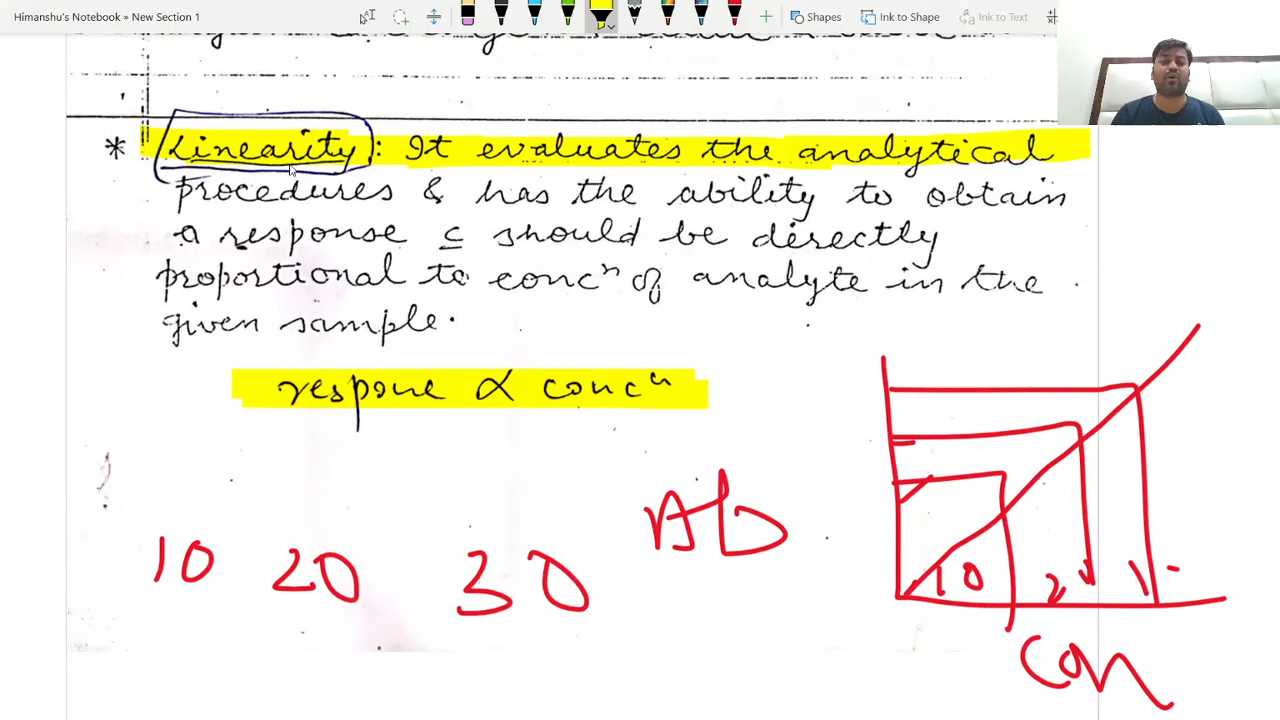 Himanshu's Notebook » New Section 1
Shapes
Ink to Shape
Ink to Text
* Linearity : It evaluates the analytical
procedures & has the ability to obtain
a response c should be directly
proportional to concⁿ of analyte in the
given sample.
respone ∝ concⁿ
10 20 30
Ab
10 2
Con